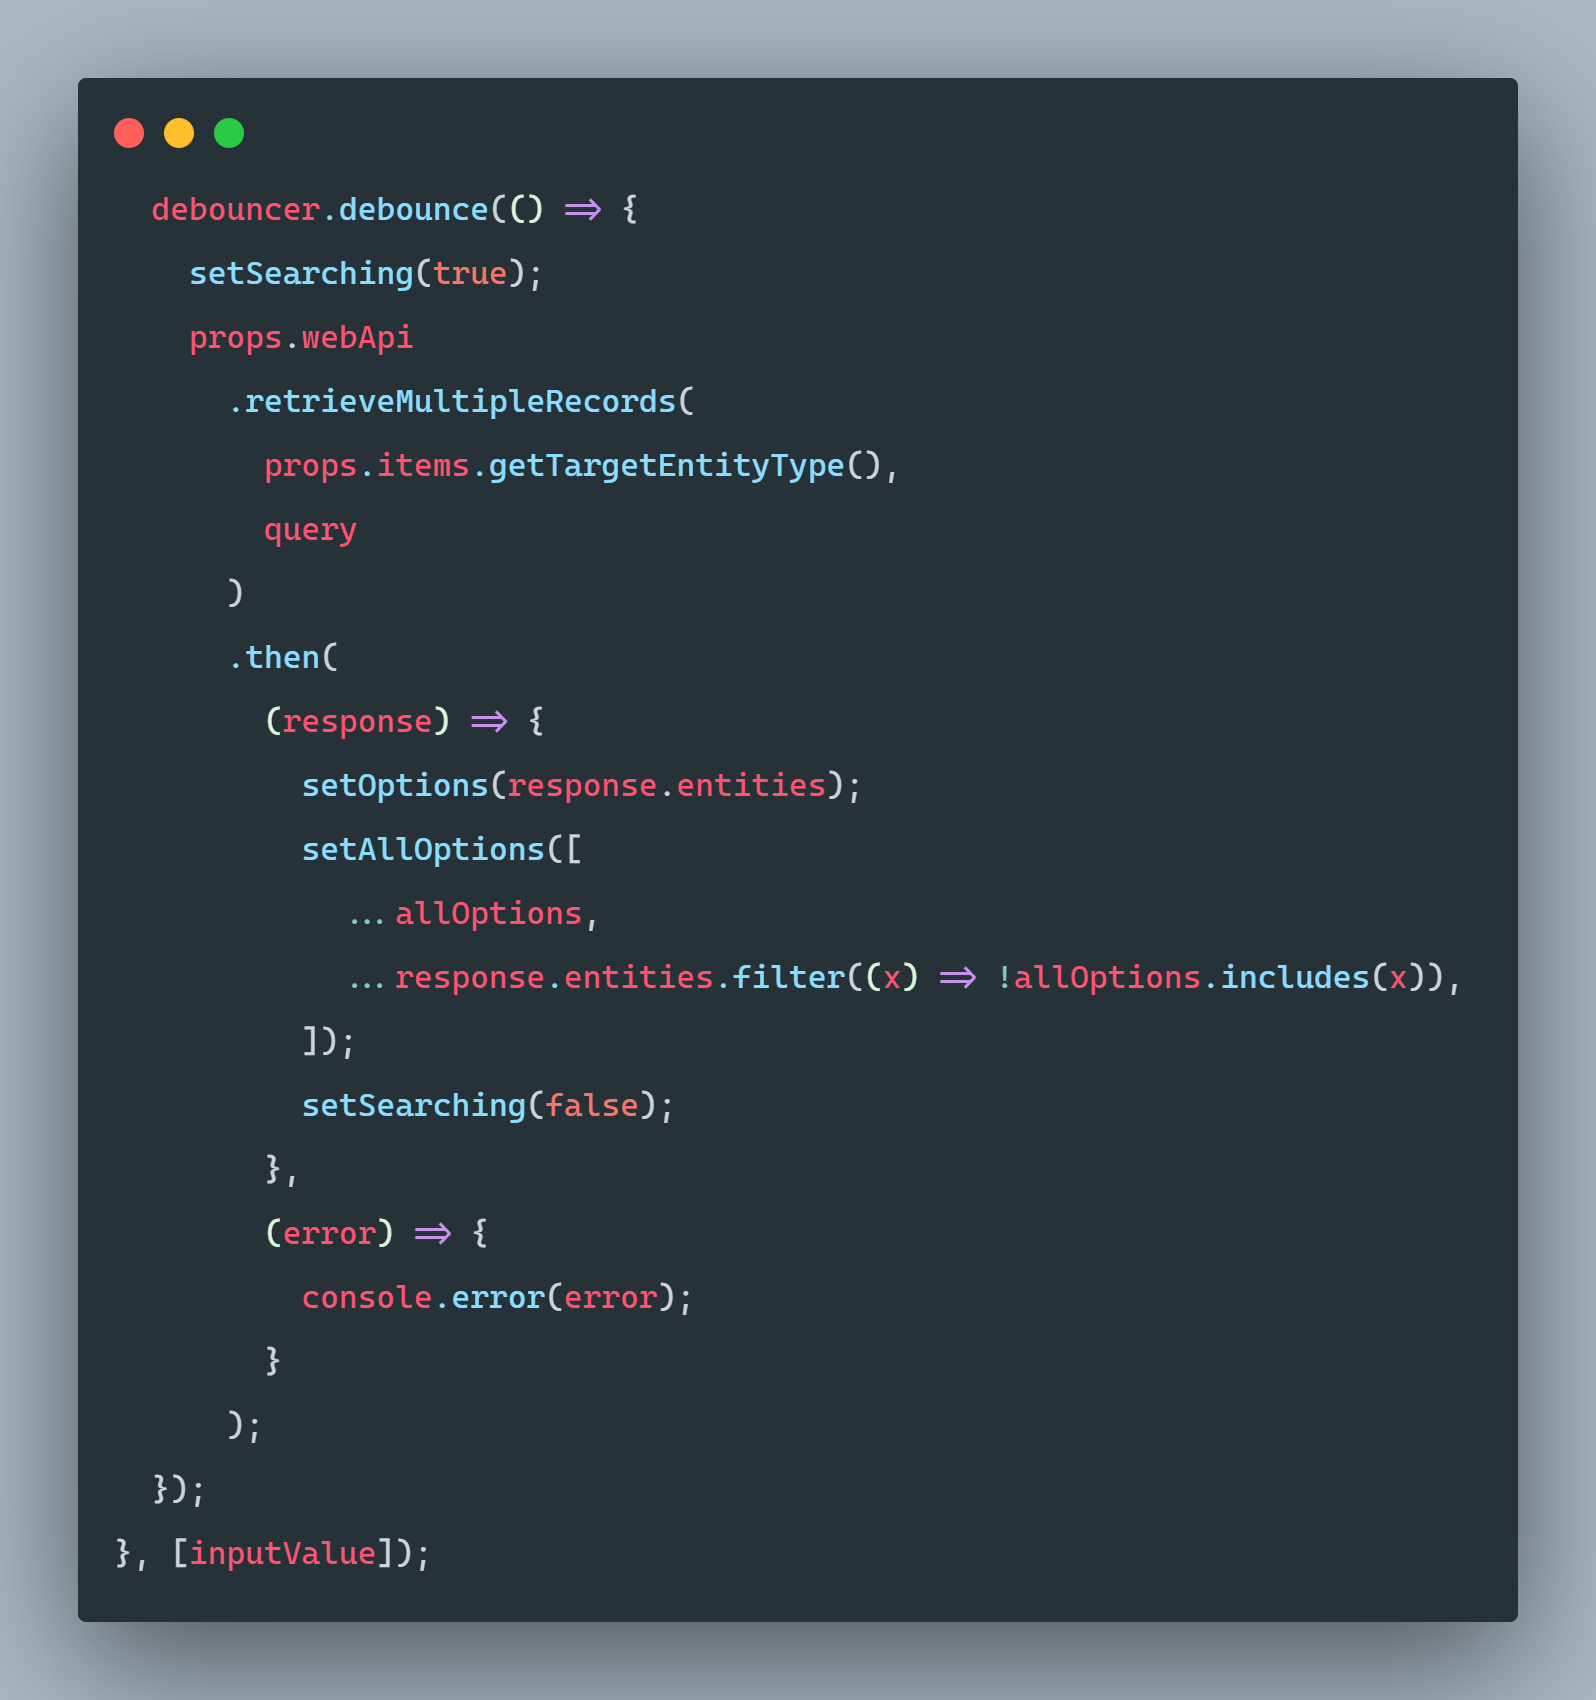 debouncer.debounce(() => {
setSearching(true);
props.webApi
.retrieveMultipleRecords(
props.items.getTargetEntityType(),
query
)
.then(
(response) => {
setOptions(response.entities);
setAllOptions([
...allOptions,
...response.entities.filter((x) => !allOptions.includes(x)),
]);
setSearching(false);
},
(error) => {
console.error(error);
}
);
});
}, [inputValue]);